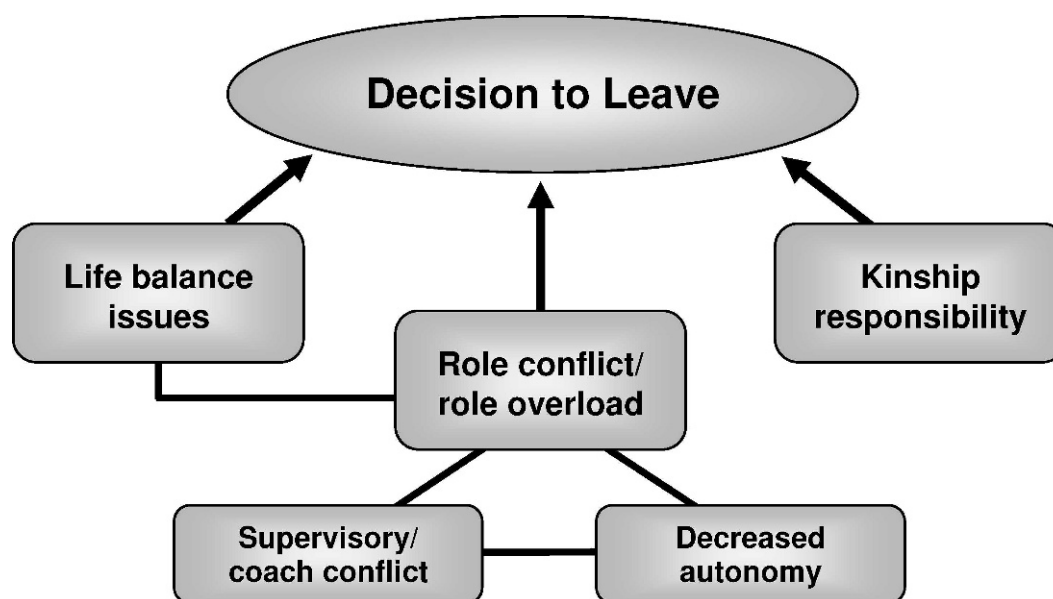 Decision to Leave
Life balance
issues
Kinship
responsibility
Role conflict/
role overload
Supervisory/
coach conflict
Decreased
autonomy